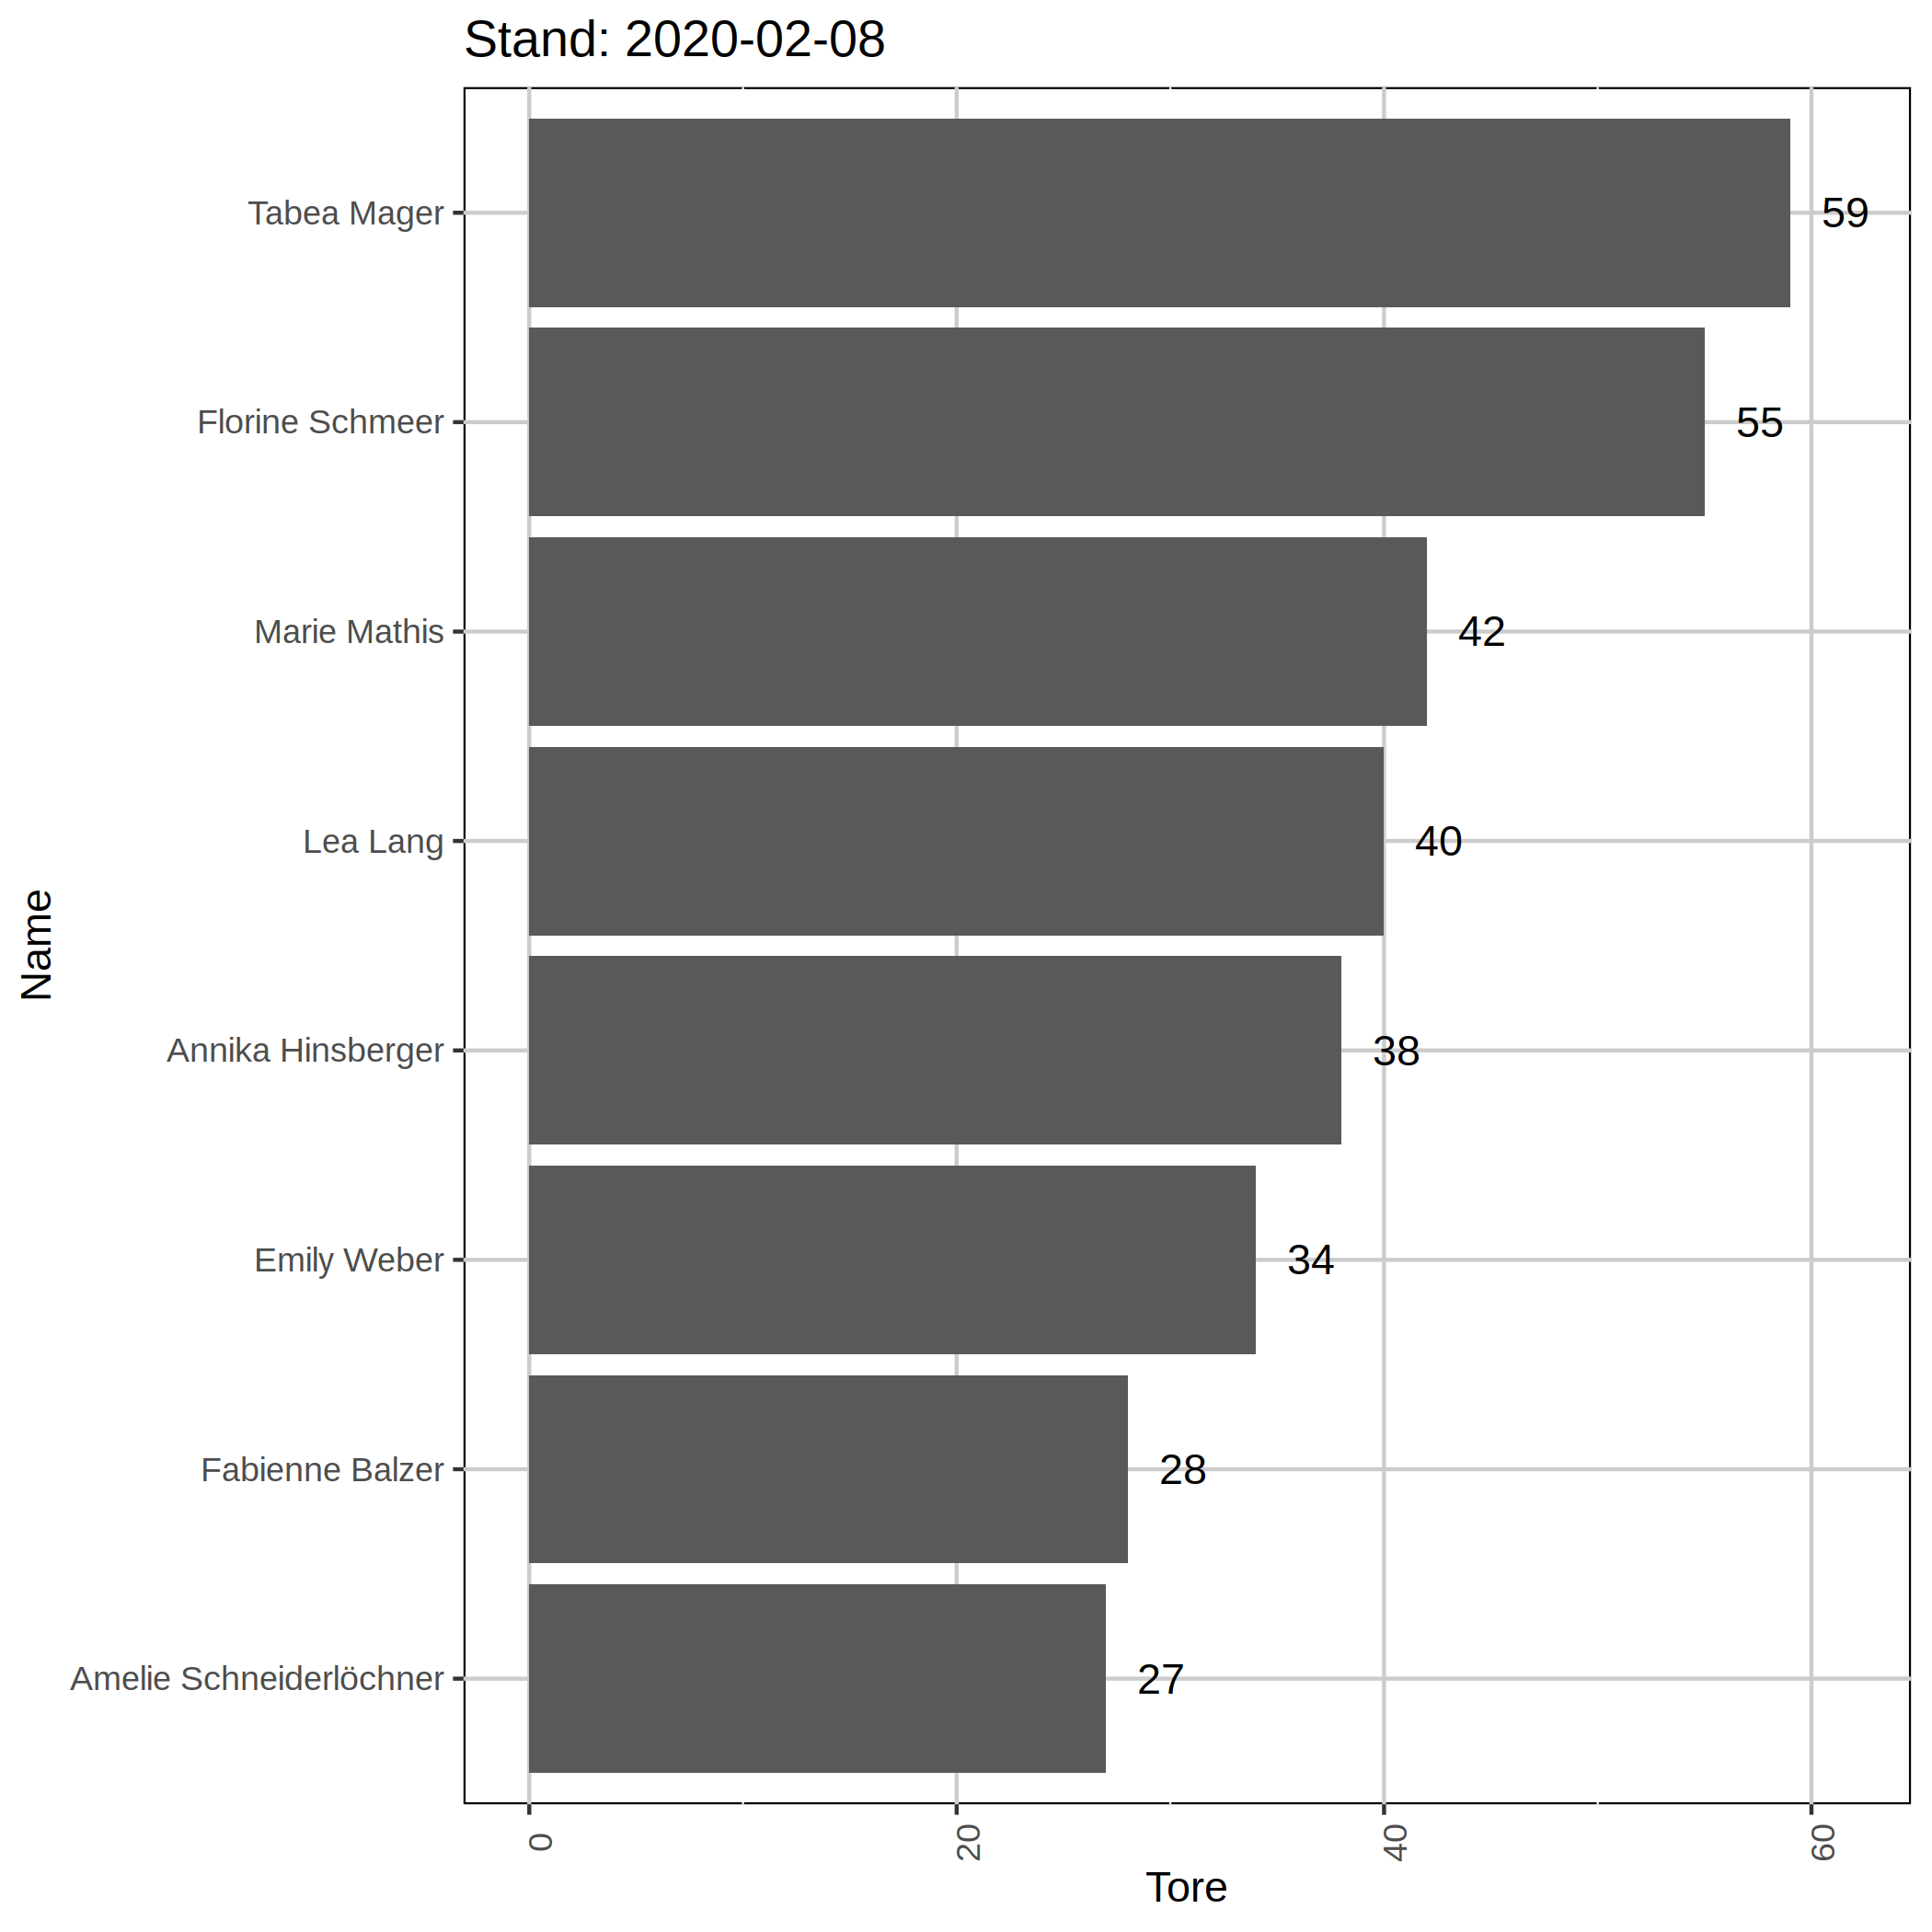 Stand: 2020-02-08
Name
Tabea Mager 59
Florine Schmeer 55
Marie Mathis 42
Lea Lang 40
Annika Hinsberger 38
Emily Weber 34
Fabienne Balzer 28
Amelie Schneiderlöchner 27
0 20 40 60
Tore